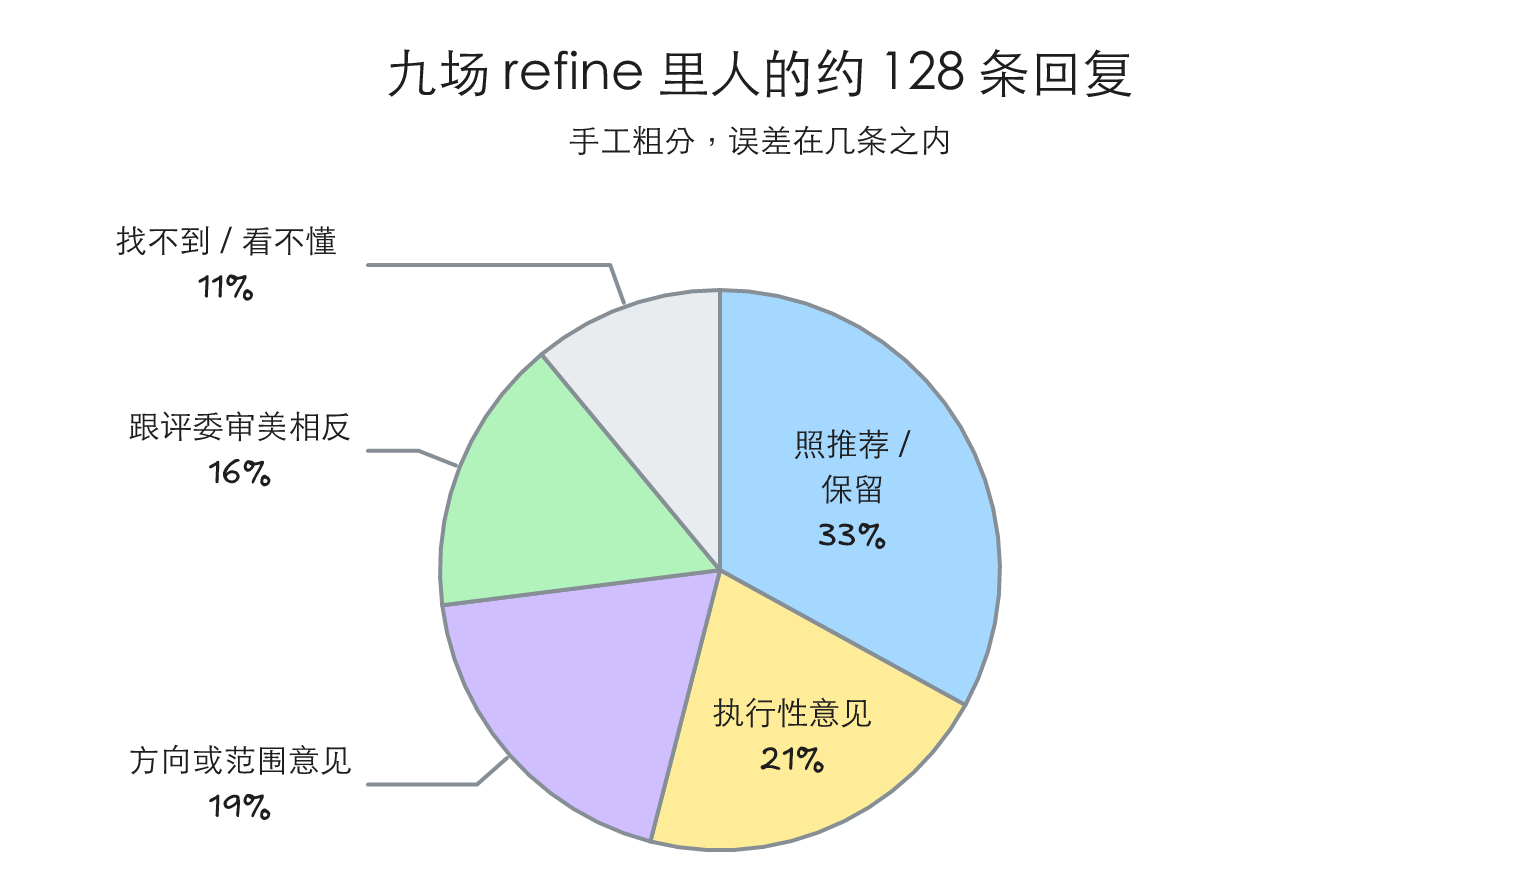 九场 refine 里人的约 128 条回复
手工粗分，误差在几条之内
找不到 / 看不懂
11%
跟评委审美相反
16%
方向或范围意见
19%
照推荐 /
保留
33%
执行性意见
21%